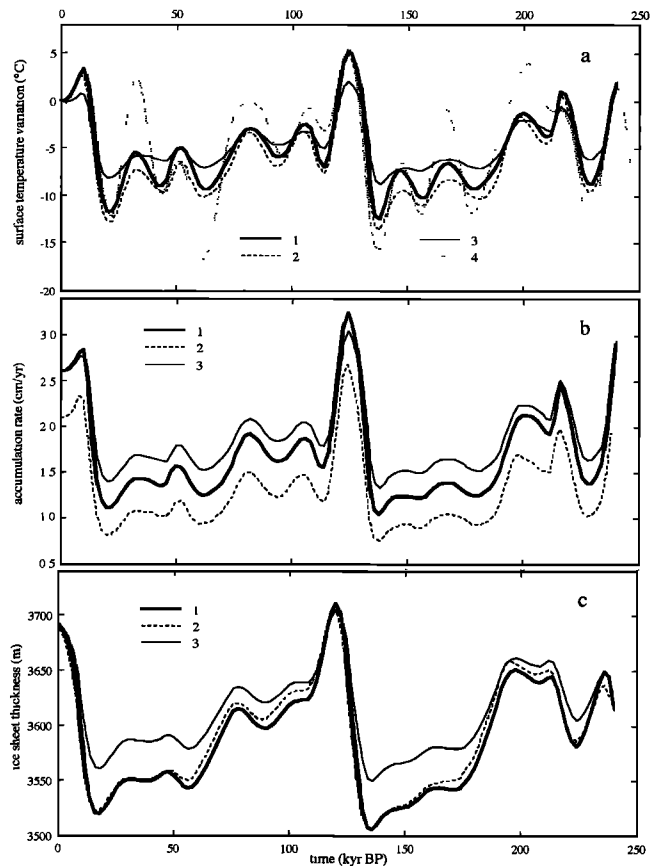 0 50 100 150 200 250
a
5
0
-5
-10
-15
-20
surface temperature variation (°C)
1 3
2 4
b
3 0
2.5
2.0
1.5
1.0
0 5
accumulation rate (cm/yr)
1
2
3
c
3700
3650
3600
3550
3500
ice sheet thickness (m)
1
2
3
0 50 100 150 200 250
time (kyr BP)